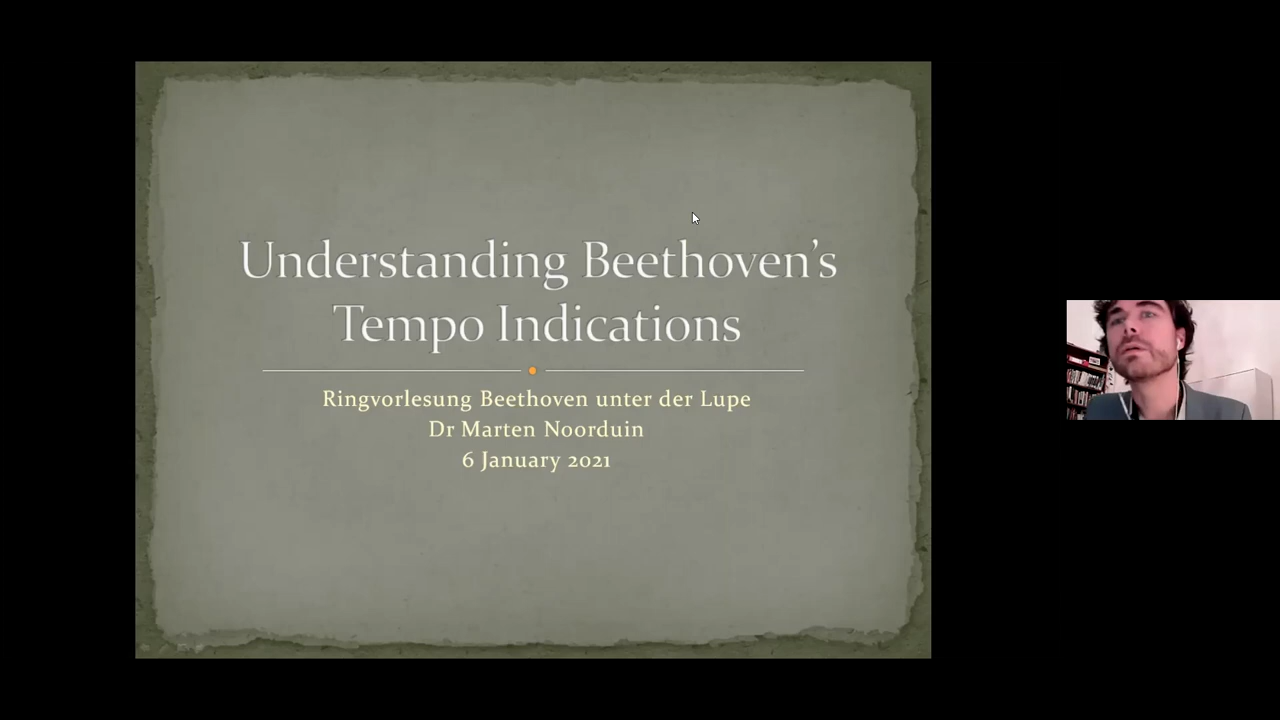 Understanding Beethoven's
Tempo Indications
Ringvorlesung Beethoven unter der Lupe
Dr Marten Noorduin
6 January 2021